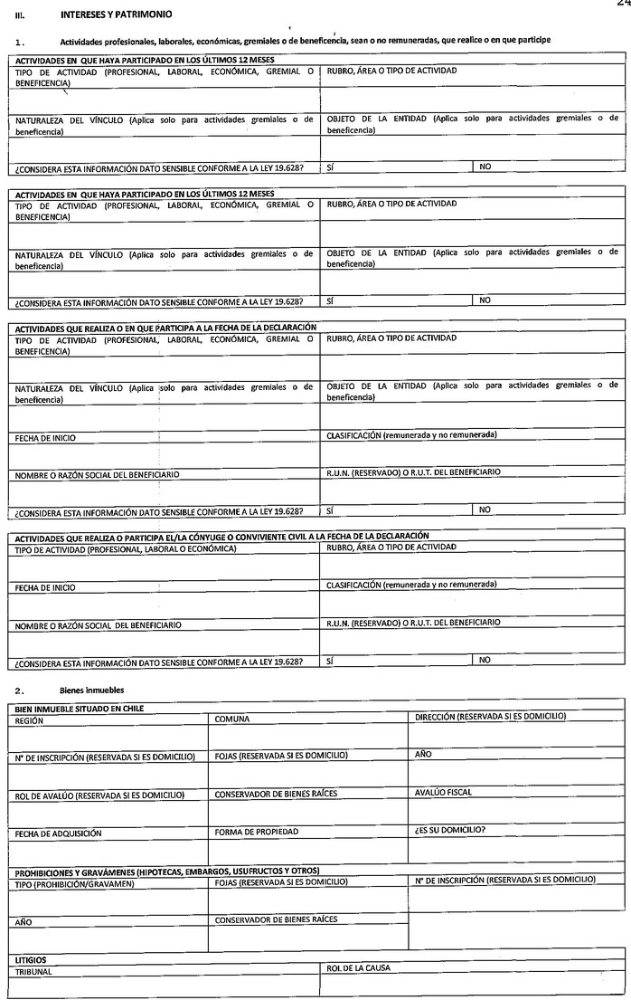 24
III. INTERESES Y PATRIMONIO
1. Actividades profesionales, laborales, económicas, gremiales o de beneficencia, sean o no remuneradas, que realice o en que participe
ACTIVIDADES EN QUE HAYA PARTICIPADO EN LOS ÚLTIMOS 12 MESES
TIPO DE ACTIVIDAD (PROFESIONAL, LABORAL, ECONÓMICA, GREMIAL O
BENEFICENCIA)
RUBRO, ÁREA O TIPO DE ACTIVIDAD
NATURALEZA DEL VÍNCULO (Aplica solo para actividades gremiales o de
beneficencia)
OBJETO DE LA ENTIDAD (Aplica solo para actividades gremiales o de
beneficencia)
¿CONSIDERA ESTA INFORMACIÓN DATO SENSIBLE CONFORME A LA LEY 19.628? SÍ NO
ACTIVIDADES EN QUE HAYA PARTICIPADO EN LOS ÚLTIMOS 12 MESES
TIPO DE ACTIVIDAD (PROFESIONAL, LABORAL, ECONÓMICA, GREMIAL O
BENEFICENCIA)
RUBRO, ÁREA O TIPO DE ACTIVIDAD
NATURALEZA DEL VÍNCULO (Aplica solo para actividades gremiales o de
beneficencia)
OBJETO DE LA ENTIDAD (Aplica solo para actividades gremiales o de
beneficencia)
¿CONSIDERA ESTA INFORMACIÓN DATO SENSIBLE CONFORME A LA LEY 19.628? SÍ NO
ACTIVIDADES QUE REALIZA O EN QUE PARTICIPA A LA FECHA DE LA DECLARACIÓN
TIPO DE ACTIVIDAD (PROFESIONAL, LABORAL, ECONÓMICA, GREMIAL O
BENEFICENCIA)
RUBRO, ÁREA O TIPO DE ACTIVIDAD
NATURALEZA DEL VÍNCULO (Aplica solo para actividades gremiales o de
beneficencia)
OBJETO DE LA ENTIDAD (Aplica solo para actividades gremiales o de
beneficencia)
FECHA DE INICIO CLASIFICACIÓN (remunerada y no remunerada)
NOMBRE O RAZÓN SOCIAL DEL BENEFICIARIO R.U.N. (RESERVADO) O R.U.T. DEL BENEFICIARIO
¿CONSIDERA ESTA INFORMACIÓN DATO SENSIBLE CONFORME A LA LEY 19.628? SÍ NO
ACTIVIDADES QUE REALIZA O PARTICIPA EL/LA CÓNYUGE O CONVIVIENTE CIVIL A LA FECHA DE LA DECLARACIÓN
TIPO DE ACTIVIDAD (PROFESIONAL, LABORAL O ECONÓMICA) RUBRO, ÁREA O TIPO DE ACTIVIDAD
FECHA DE INICIO CLASIFICACIÓN (remunerada y no remunerada)
NOMBRE O RAZÓN SOCIAL DEL BENEFICIARIO R.U.N. (RESERVADO) O R.U.T. DEL BENEFICIARIO
¿CONSIDERA ESTA INFORMACIÓN DATO SENSIBLE CONFORME A LA LEY 19.628? SÍ NO
2. Bienes inmuebles
BIEN INMUEBLE SITUADO EN CHILE
REGIÓN COMUNA DIRECCIÓN (RESERVADA SI ES DOMICILIO)
N° DE INSCRIPCIÓN (RESERVADA SI ES DOMICILIO) FOJAS (RESERVADA SI ES DOMICILIO) AÑO
ROL DE AVALÚO (RESERVADA SI ES DOMICILIO) CONSERVADOR DE BIENES RAÍCES AVALÚO FISCAL
FECHA DE ADQUISICIÓN FORMA DE PROPIEDAD ¿ES SU DOMICILIO?
PROHIBICIONES Y GRAVÁMENES (HIPOTECAS, EMBARGOS, USUFRUCTOS Y OTROS)
TIPO (PROHIBICIÓN/GRAVAMEN) FOJAS (RESERVADA SI ES DOMICILIO) N° DE INSCRIPCIÓN (RESERVADA SI ES DOMICILIO)
AÑO CONSERVADOR DE BIENES RAÍCES
LITIGIOS
TRIBUNAL ROL DE LA CAUSA